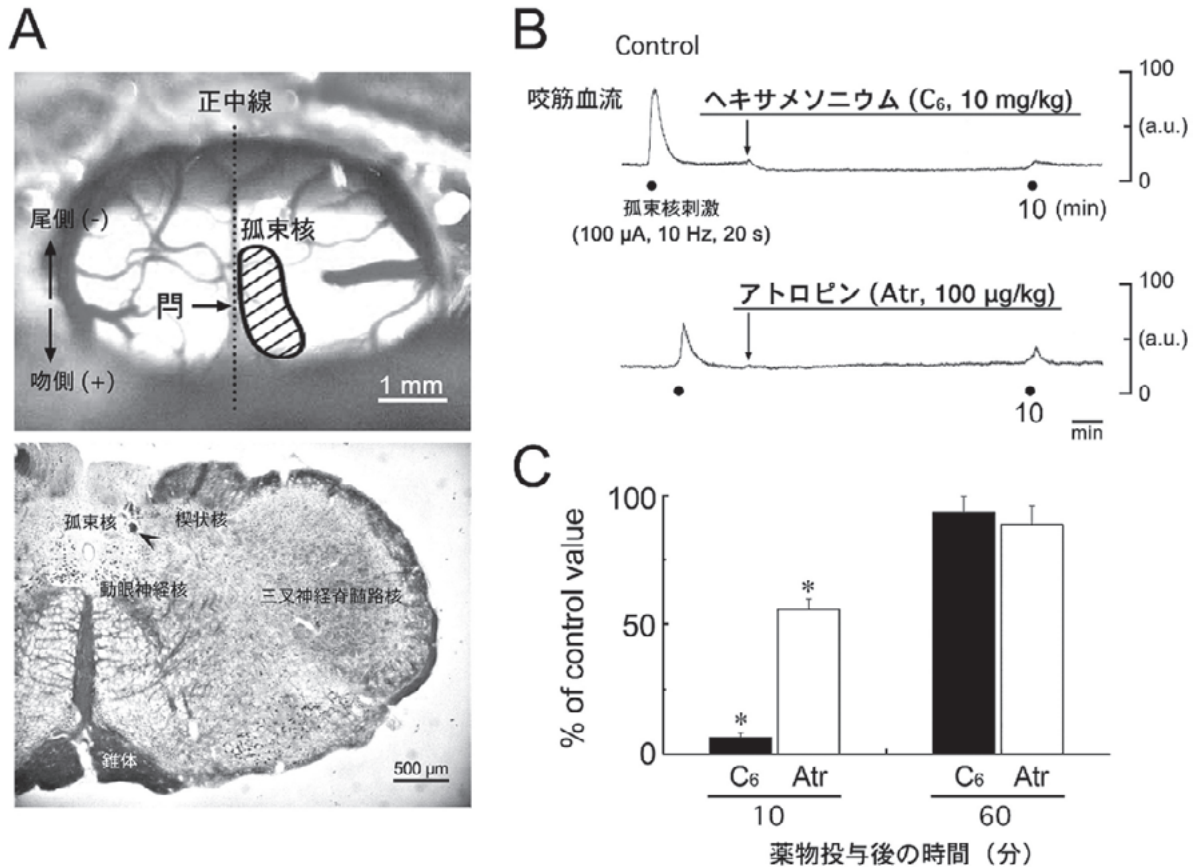 A
正中線
尾側 (-)
孤束核
閂
吻側 (+)
1 mm
孤束核
楔状核
動眼神経核
三叉神経脊髄路核
錐体
500 μm
B
Control
咬筋血流
ヘキサメソニウム (C₆, 10 mg/kg)
100
(a.u.)
0
孤束核刺激
(100 μA, 10 Hz, 20 s)
10 (min)
アトロピン (Atr, 100 μg/kg)
100
(a.u.)
0
10
min
C
% of control value
100
50
0
*
*
C₆ Atr C₆ Atr
10 60
薬物投与後の時間（分）